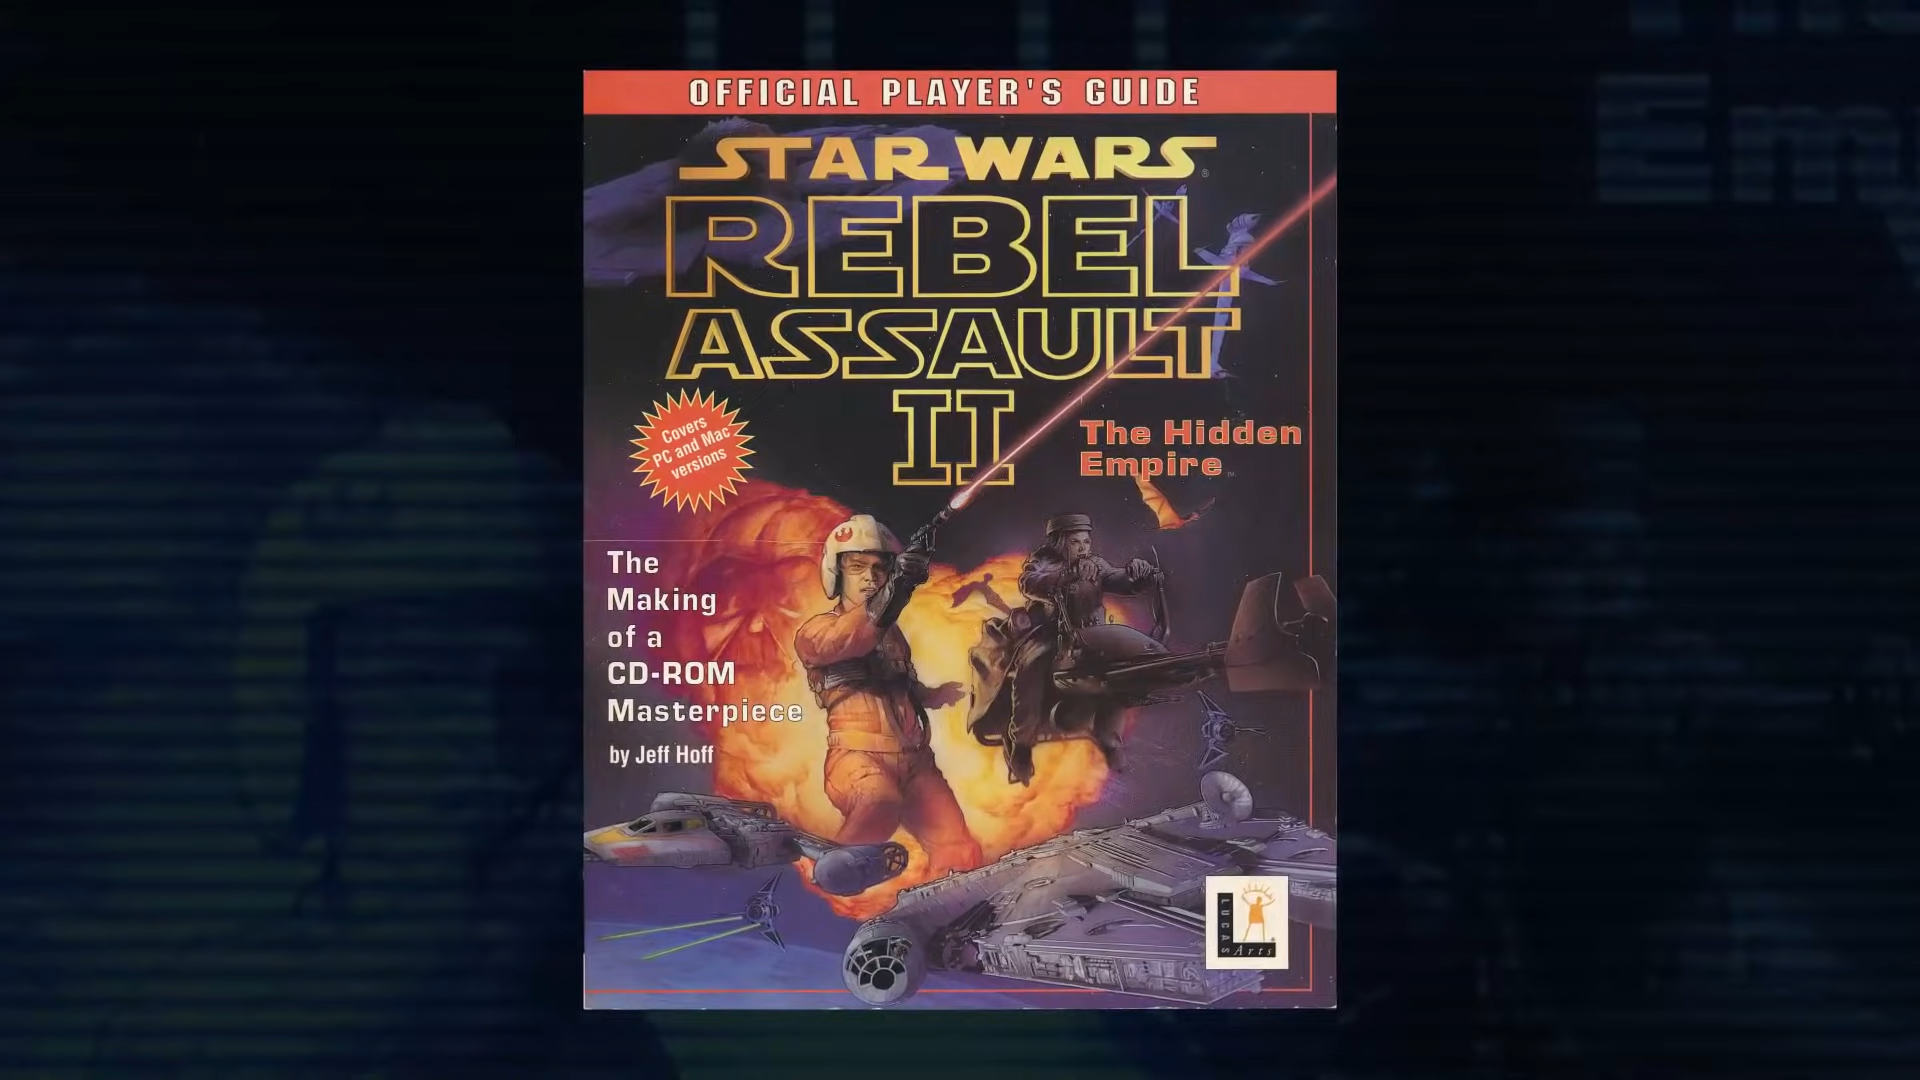 OFFICIAL PLAYER'S GUIDE
STAR WARS®
REBEL
ASSAULT
II
The Hidden
Empire
Covers
PC and Mac
versions
The
Making
of a
CD-ROM
Masterpiece
by Jeff Hoff
LUCAS
Arts
Em